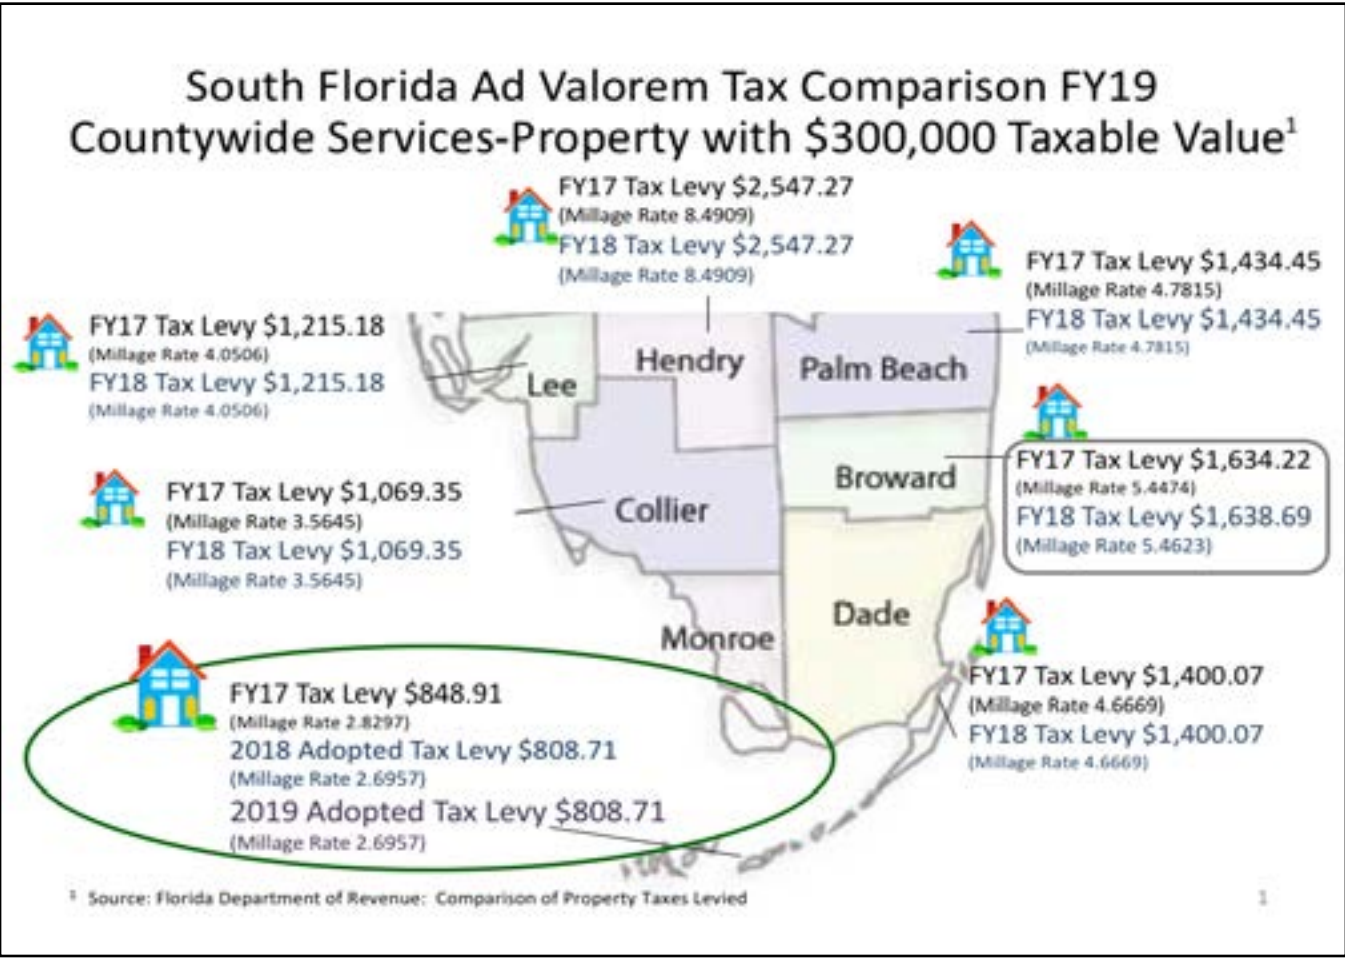 South Florida Ad Valorem Tax Comparison FY19
Countywide Services-Property with $300,000 Taxable Value¹
FY17 Tax Levy $2,547.27
(Millage Rate 8.4909)
FY18 Tax Levy $2,547.27
(Millage Rate 8.4909)
FY17 Tax Levy $1,434.45
(Millage Rate 4.7815)
FY18 Tax Levy $1,434.45
(Millage Rate 4.7815)
FY17 Tax Levy $1,215.18
(Millage Rate 4.0506)
FY18 Tax Levy $1,215.18
(Millage Rate 4.0506)
Hendry
Palm Beach
Lee
FY17 Tax Levy $1,634.22
(Millage Rate 5.4474)
FY18 Tax Levy $1,638.69
(Millage Rate 5.4623)
Broward
FY17 Tax Levy $1,069.35
(Millage Rate 3.5645)
FY18 Tax Levy $1,069.35
(Millage Rate 3.5645)
Collier
Dade
Monroe
FY17 Tax Levy $1,400.07
(Millage Rate 4.6669)
FY18 Tax Levy $1,400.07
(Millage Rate 4.6669)
FY17 Tax Levy $848.91
(Millage Rate 2.8297)
2018 Adopted Tax Levy $808.71
(Millage Rate 2.6957)
2019 Adopted Tax Levy $808.71
(Millage Rate 2.6957)
¹ Source: Florida Department of Revenue: Comparison of Property Taxes Levied
1